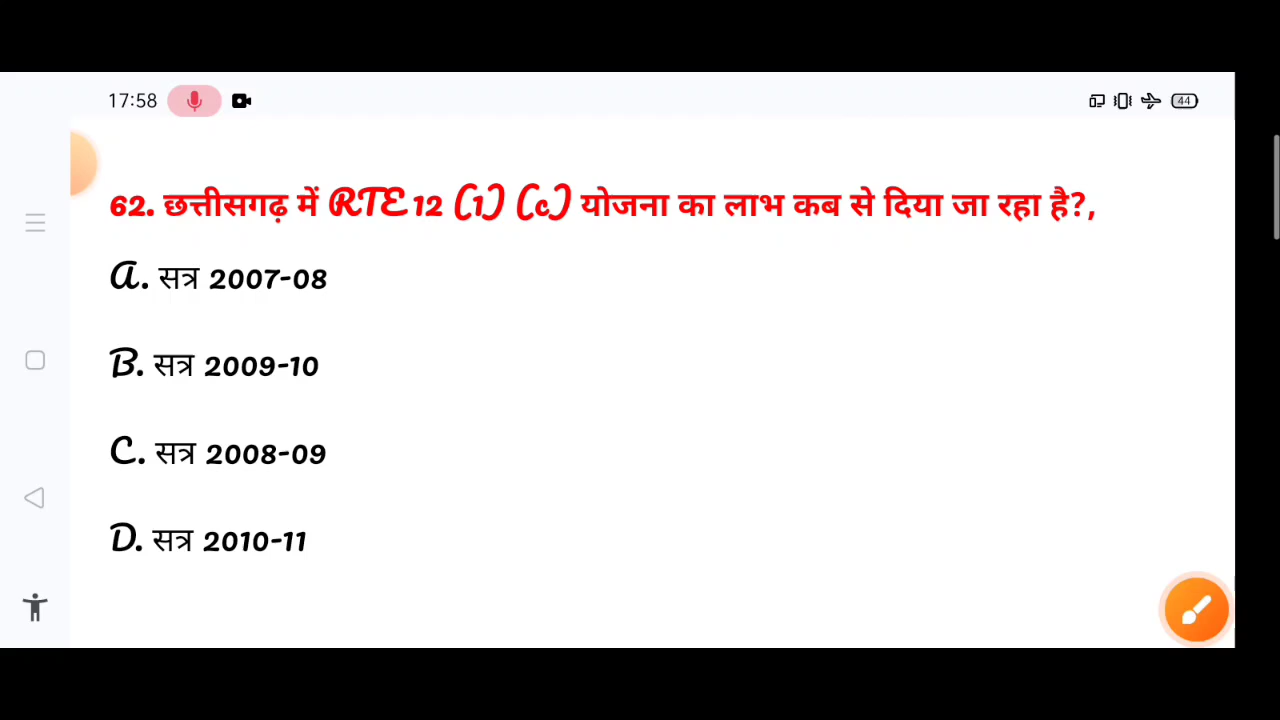 17:58
44
62. छत्तीसगढ़ में RTE 12 (1) (c) योजना का लाभ कब से दिया जा रहा है?,
A. सत्र 2007-08
B. सत्र 2009-10
C. सत्र 2008-09
D. सत्र 2010-11